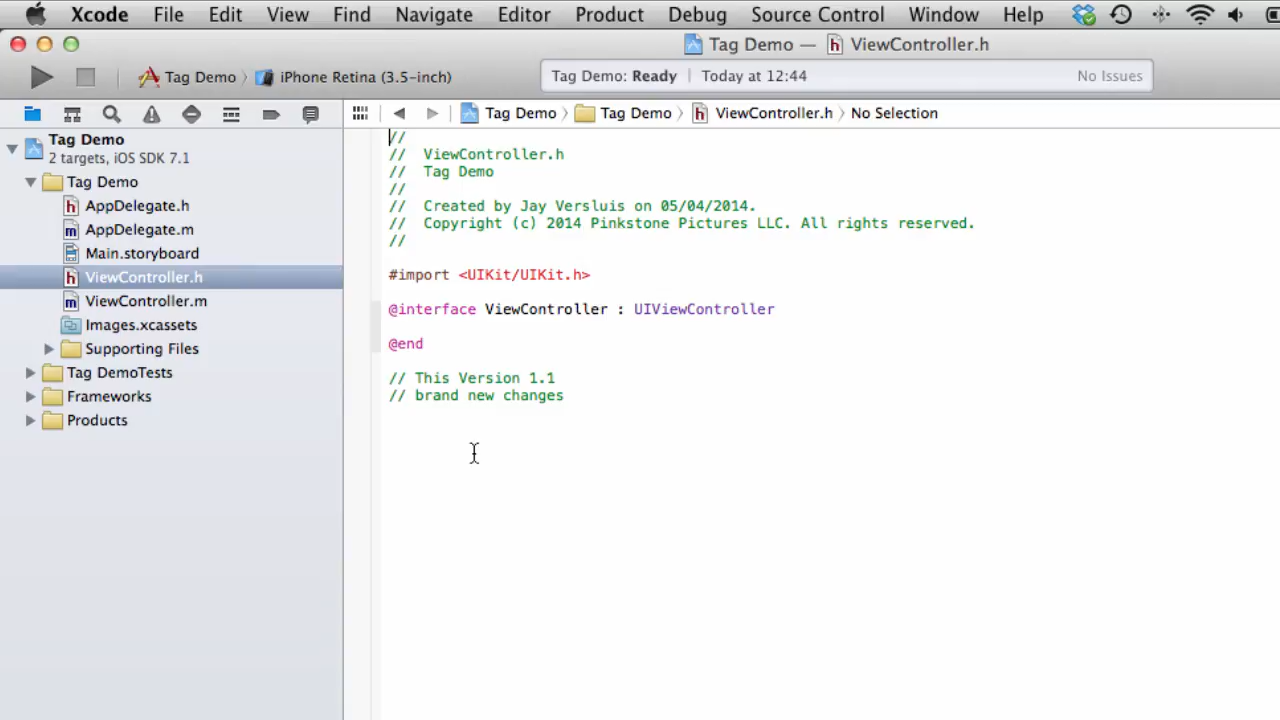 Xcode File Edit View Find Navigate Editor Product Debug Source Control Window Help
Tag Demo — ViewController.h
Tag Demo iPhone Retina (3.5-inch) Tag Demo: Ready Today at 12:44 No Issues
Tag Demo Tag Demo ViewController.h No Selection
Tag Demo
2 targets, iOS SDK 7.1
Tag Demo
AppDelegate.h
AppDelegate.m
Main.storyboard
ViewController.h
ViewController.m
Images.xcassets
Supporting Files
Tag DemoTests
Frameworks
Products
//
// ViewController.h
// Tag Demo
//
// Created by Jay Versluis on 05/04/2014.
// Copyright (c) 2014 Pinkstone Pictures LLC. All rights reserved.
//
#import <UIKit/UIKit.h>
@interface ViewController : UIViewController
@end
// This Version 1.1
// brand new changes